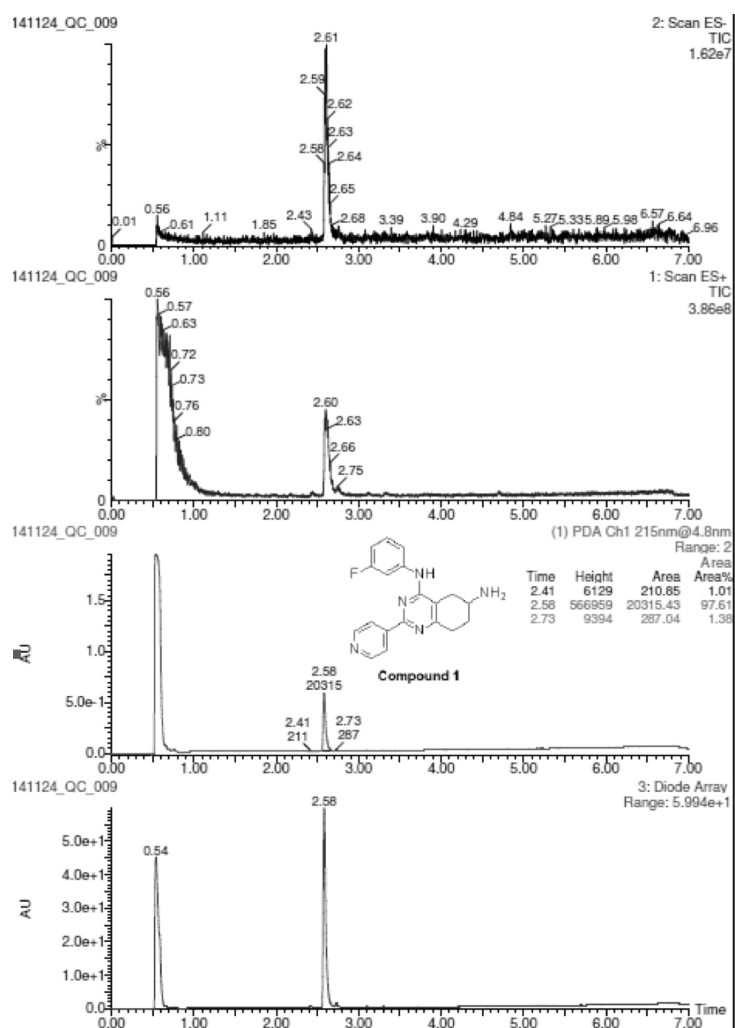 141124_QC_009
2: Scan ES-
TIC
1.62e7
2.61
2.59
2.62
2.63
2.58
2.64
2.65
0.01
0.56
0.61
1.11
1.85
2.43
2.68
3.39
3.90
4.29
4.84
5.27
5.33
5.89
5.98
6.57
6.64
6.96
%
0
0.00 1.00 2.00 3.00 4.00 5.00 6.00 7.00
141124_QC_009
1: Scan ES+
TIC
3.86e8
0.56
0.57
0.63
0.72
0.73
0.76
0.80
2.60
2.63
2.66
2.75
%
0
0.00 1.00 2.00 3.00 4.00 5.00 6.00 7.00
141124_QC_009
(1) PDA Ch1 215nm@4.8nm
Range: 2
Area
Time Height Area Area%
2.41 6129 210.85 1.01
2.58 566959 20315.43 97.61
2.73 9394 287.04 1.38
F
NH
NH2
N
N
N
Compound 1
1.5
1.0
5.0e-1
0.0
AU
2.58
20315
2.41
211
2.73
287
0.00 1.00 2.00 3.00 4.00 5.00 6.00 7.00
141124_QC_009
3: Diode Array
Range: 5.994e+1
0.54
2.58
5.0e+1
4.0e+1
3.0e+1
2.0e+1
1.0e+1
0.0
AU
0.00 1.00 2.00 3.00 4.00 5.00 6.00 7.00
Time